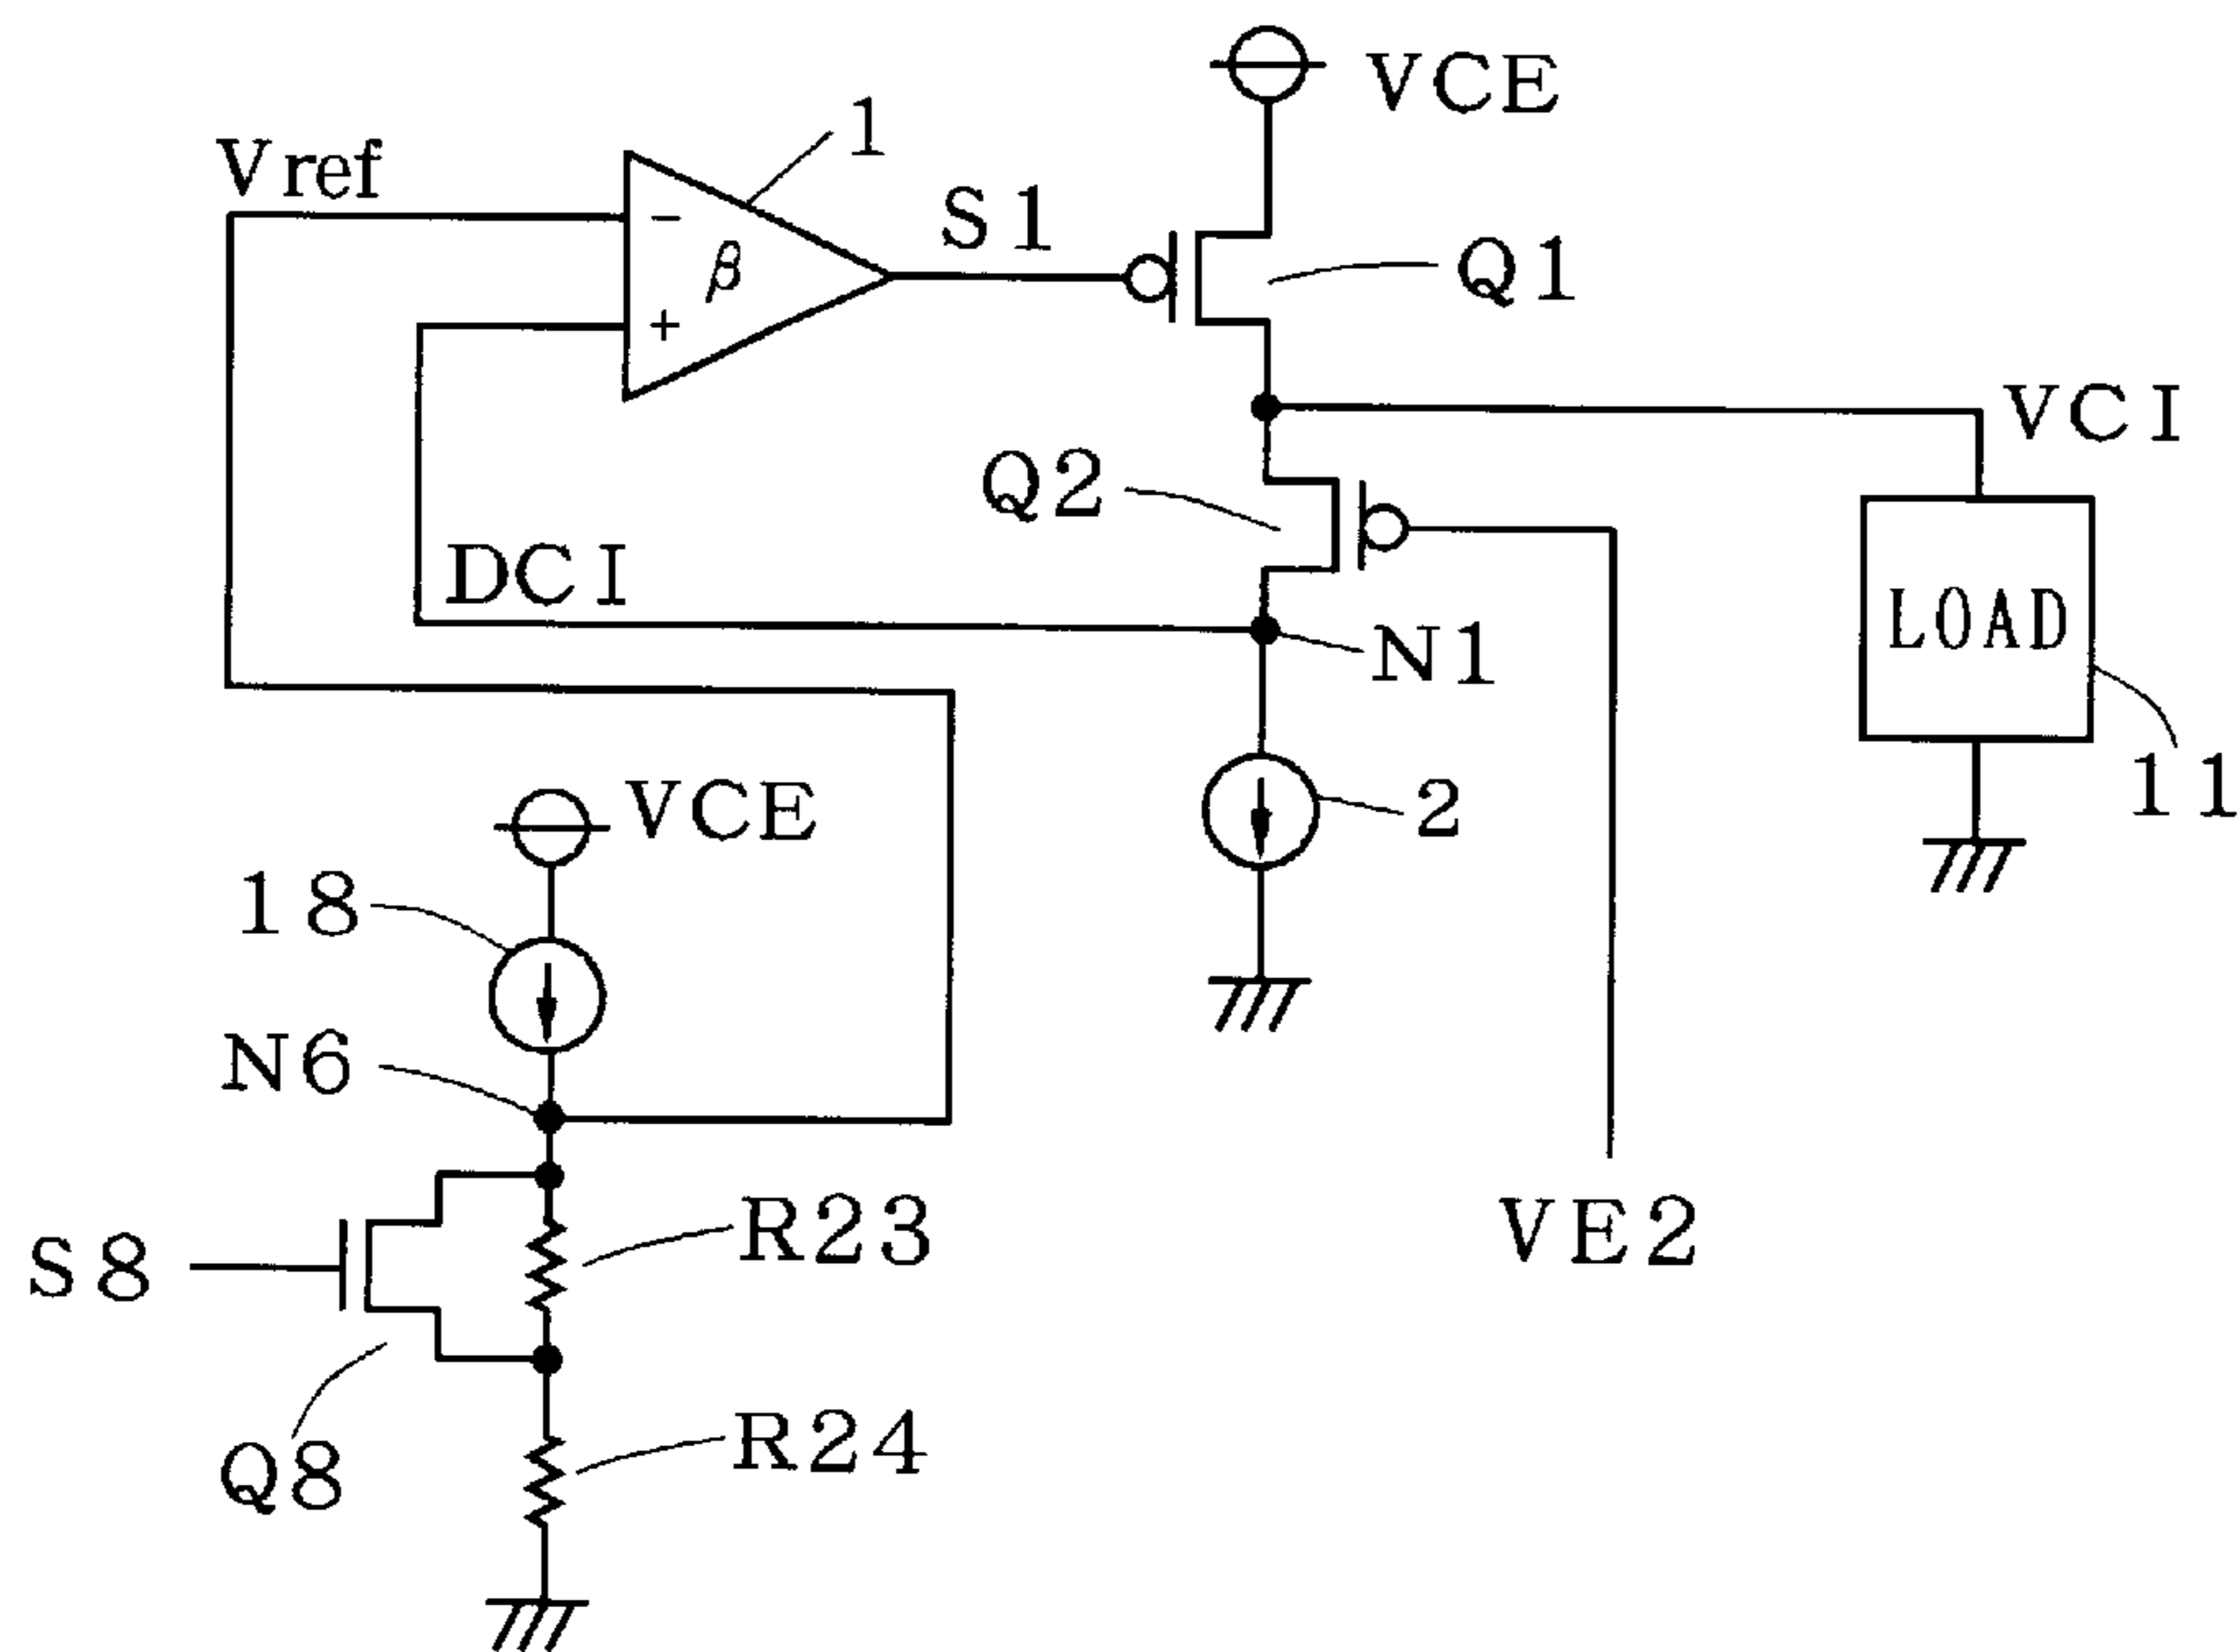 VCE
1
Vref
S1
−
β
+
Q1
VCI
Q2
DCI
LOAD
N1
VCE
2
11
18
N6
R23
VE2
S8
R24
Q8